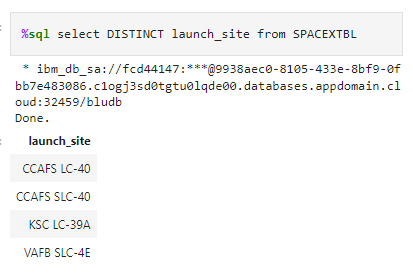 %sql select DISTINCT launch_site from SPACEXTBL
* ibm_db_sa://fcd44147:***@9938aec0-8105-433e-8bf9-0f
bb7e483086.c1ogj3sd0tgtu0lqde00.databases.appdomain.cl
oud:32459/bludb
Done.
launch_site
CCAFS LC-40
CCAFS SLC-40
KSC LC-39A
VAFB SLC-4E